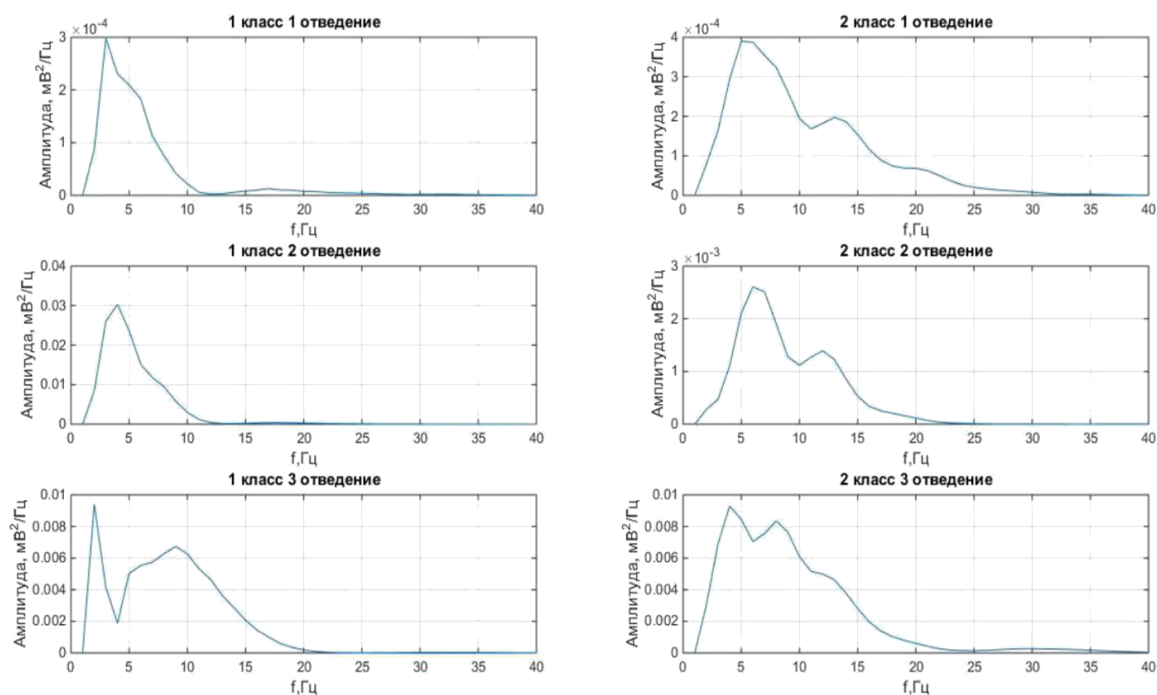 1 класс 1 отведение
×10⁻⁴
3
2
1
0
Амплитуда, мВ²/Гц
0 5 10 15 20 25 30 35 40
f,Гц
2 класс 1 отведение
×10⁻⁴
4
3
2
1
0
Амплитуда, мВ²/Гц
0 5 10 15 20 25 30 35 40
f,Гц
1 класс 2 отведение
0.04
0.03
0.02
0.01
0
Амплитуда, мВ²/Гц
0 5 10 15 20 25 30 35 40
f,Гц
2 класс 2 отведение
×10⁻³
3
2
1
0
Амплитуда, мВ²/Гц
0 5 10 15 20 25 30 35 40
f,Гц
1 класс 3 отведение
0.01
0.008
0.006
0.004
0.002
0
Амплитуда, мВ²/Гц
0 5 10 15 20 25 30 35 40
f,Гц
2 класс 3 отведение
0.01
0.008
0.006
0.004
0.002
0
Амплитуда, мВ²/Гц
0 5 10 15 20 25 30 35 40
f,Гц